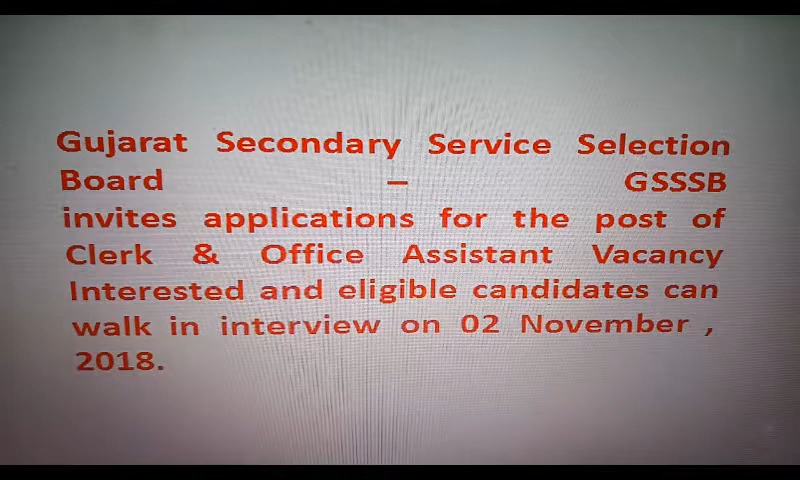 Gujarat Secondary Service Selection
Board – GSSSB
invites applications for the post of
Clerk & Office Assistant Vacancy
Interested and eligible candidates can
walk in interview on 02 November ,
2018.